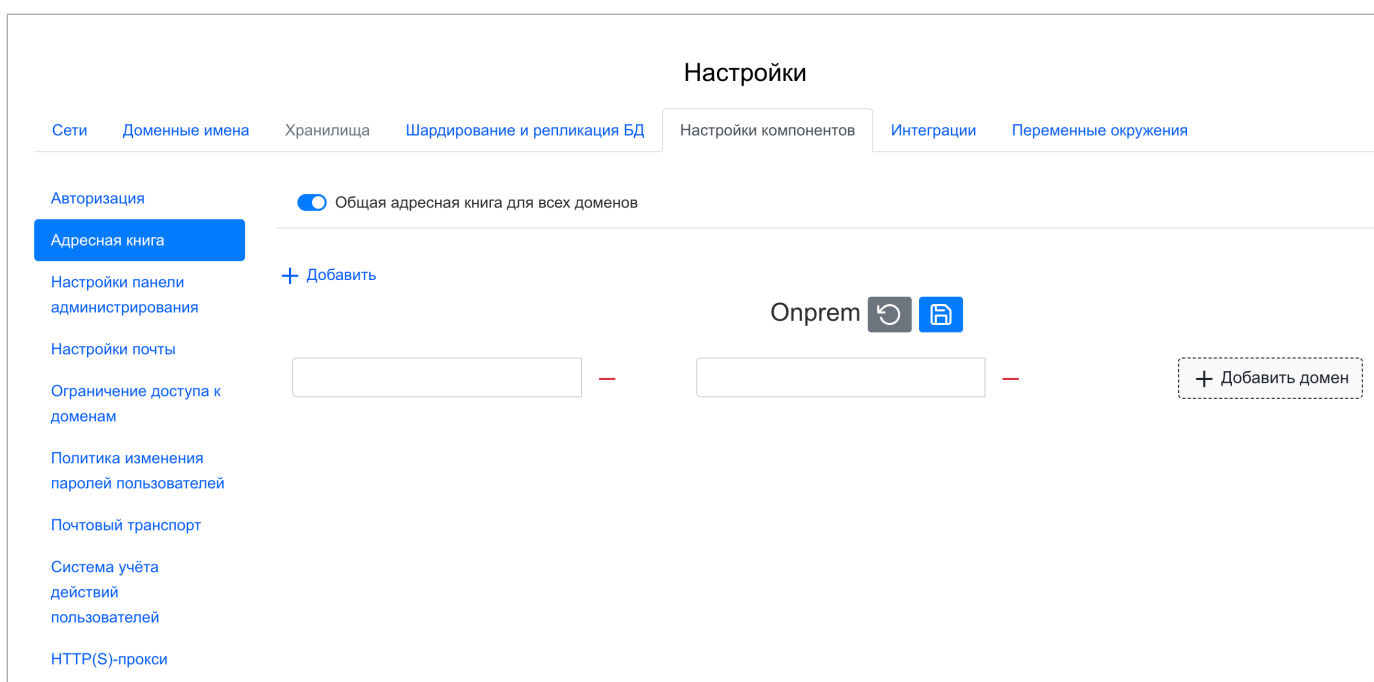 Настройки
Сети Доменные имена Хранилища Шардирование и репликация БД Настройки компонентов Интеграции Переменные окружения
Авторизация
Общая адресная книга для всех доменов
Адресная книга
Добавить
Настройки панели
администрирования
Onprem
Настройки почты
Добавить домен
Ограничение доступа к
доменам
Политика изменения
паролей пользователей
Почтовый транспорт
Система учёта
действий
пользователей
HTTP(S)-прокси